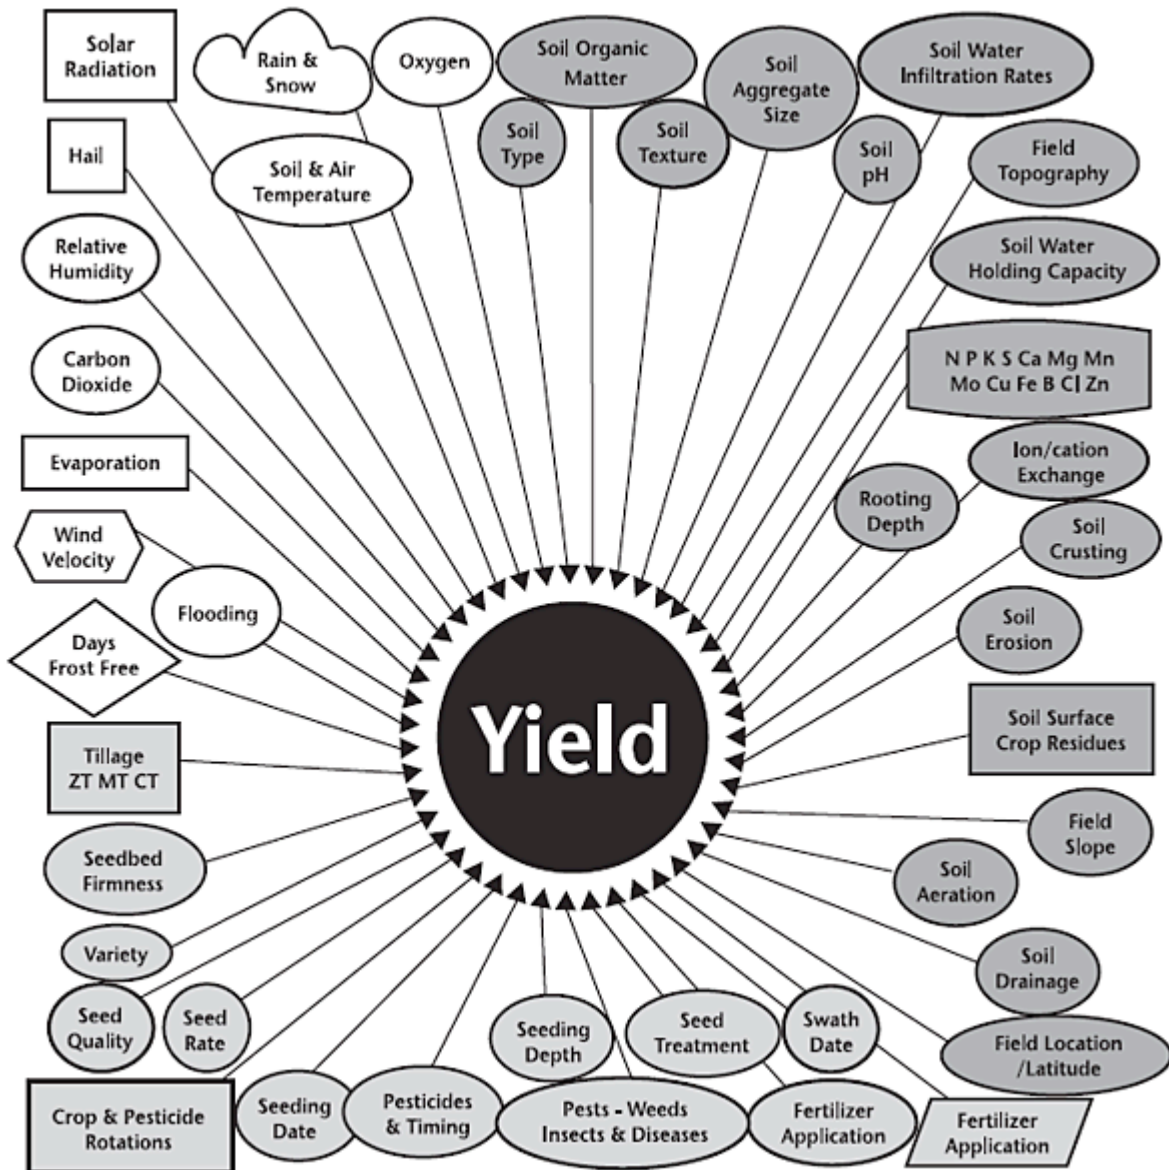 Solar
Radiation
Rain &
Snow
Oxygen
Soil Organic
Matter
Soil
Aggregate
Size
Soil Water
Infiltration Rates
Hail
Soil & Air
Temperature
Soil
Type
Soil
Texture
Soil
pH
Field
Topography
Relative
Humidity
Soil Water
Holding Capacity
Carbon
Dioxide
N P K S Ca Mg Mn
Mo Cu Fe B Cl Zn
Evaporation
Ion/cation
Exchange
Rooting
Depth
Wind
Velocity
Soil
Crusting
Flooding
Days
Frost Free
Soil
Erosion
Yield
Soil Surface
Crop Residues
Tillage
ZT MT CT
Field
Slope
Seedbed
Firmness
Soil
Aeration
Variety
Soil
Drainage
Seed
Quality
Seed
Rate
Seeding
Depth
Seed
Treatment
Swath
Date
Field Location
/Latitude
Crop & Pesticide
Rotations
Seeding
Date
Pesticides
& Timing
Pests - Weeds
Insects & Diseases
Fertilizer
Application
Fertilizer
Application